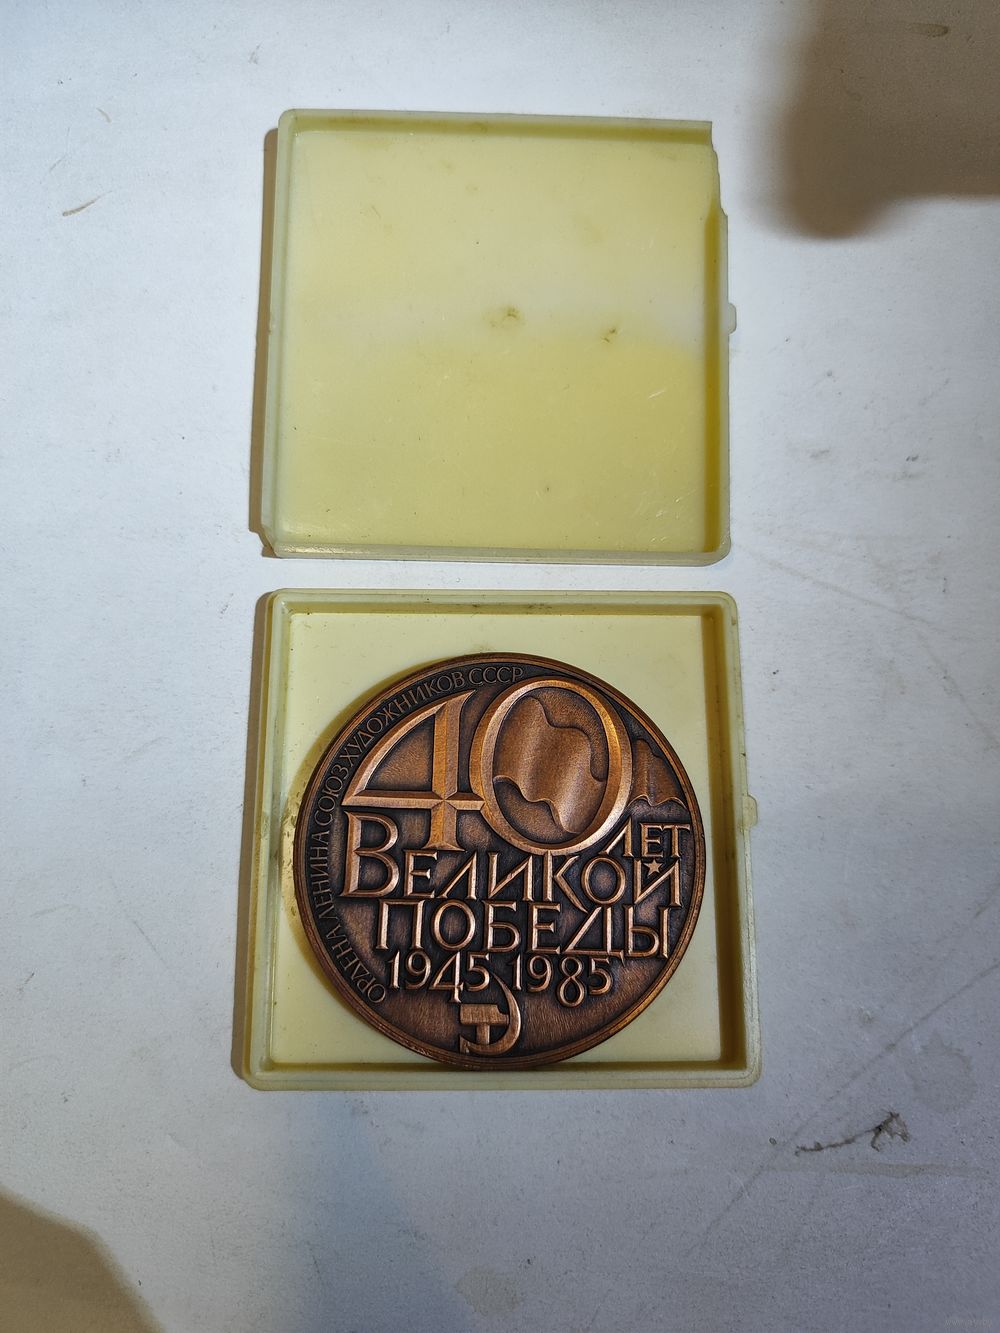 ОРДЕНА ЛЕНИНА СОЮЗ ХУДОЖНИКОВ СССР
40
ЛЕТ
ВЕЛИКОЙ
ПОБЕДЫ
1945 1985